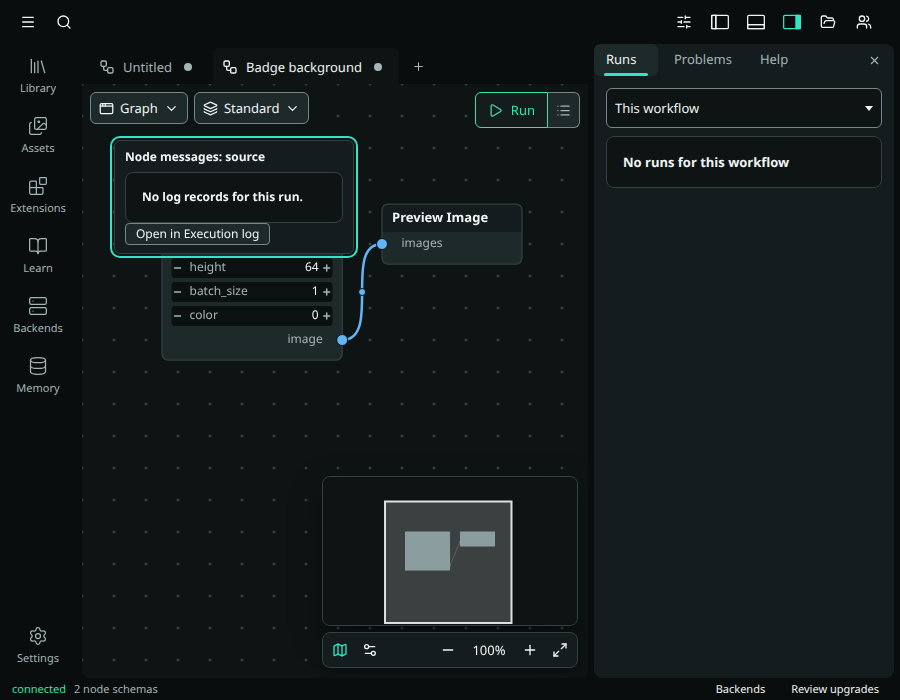 Library
Assets
Extensions
Learn
Backends
Memory
Settings
Untitled
Badge background
Graph
Standard
Run
Node messages: source
No log records for this run.
Open in Execution log
height 64
batch_size 1
color 0
image
Preview Image
images
100%
Runs Problems Help
This workflow
No runs for this workflow
connected 2 node schemas
Backends Review upgrades